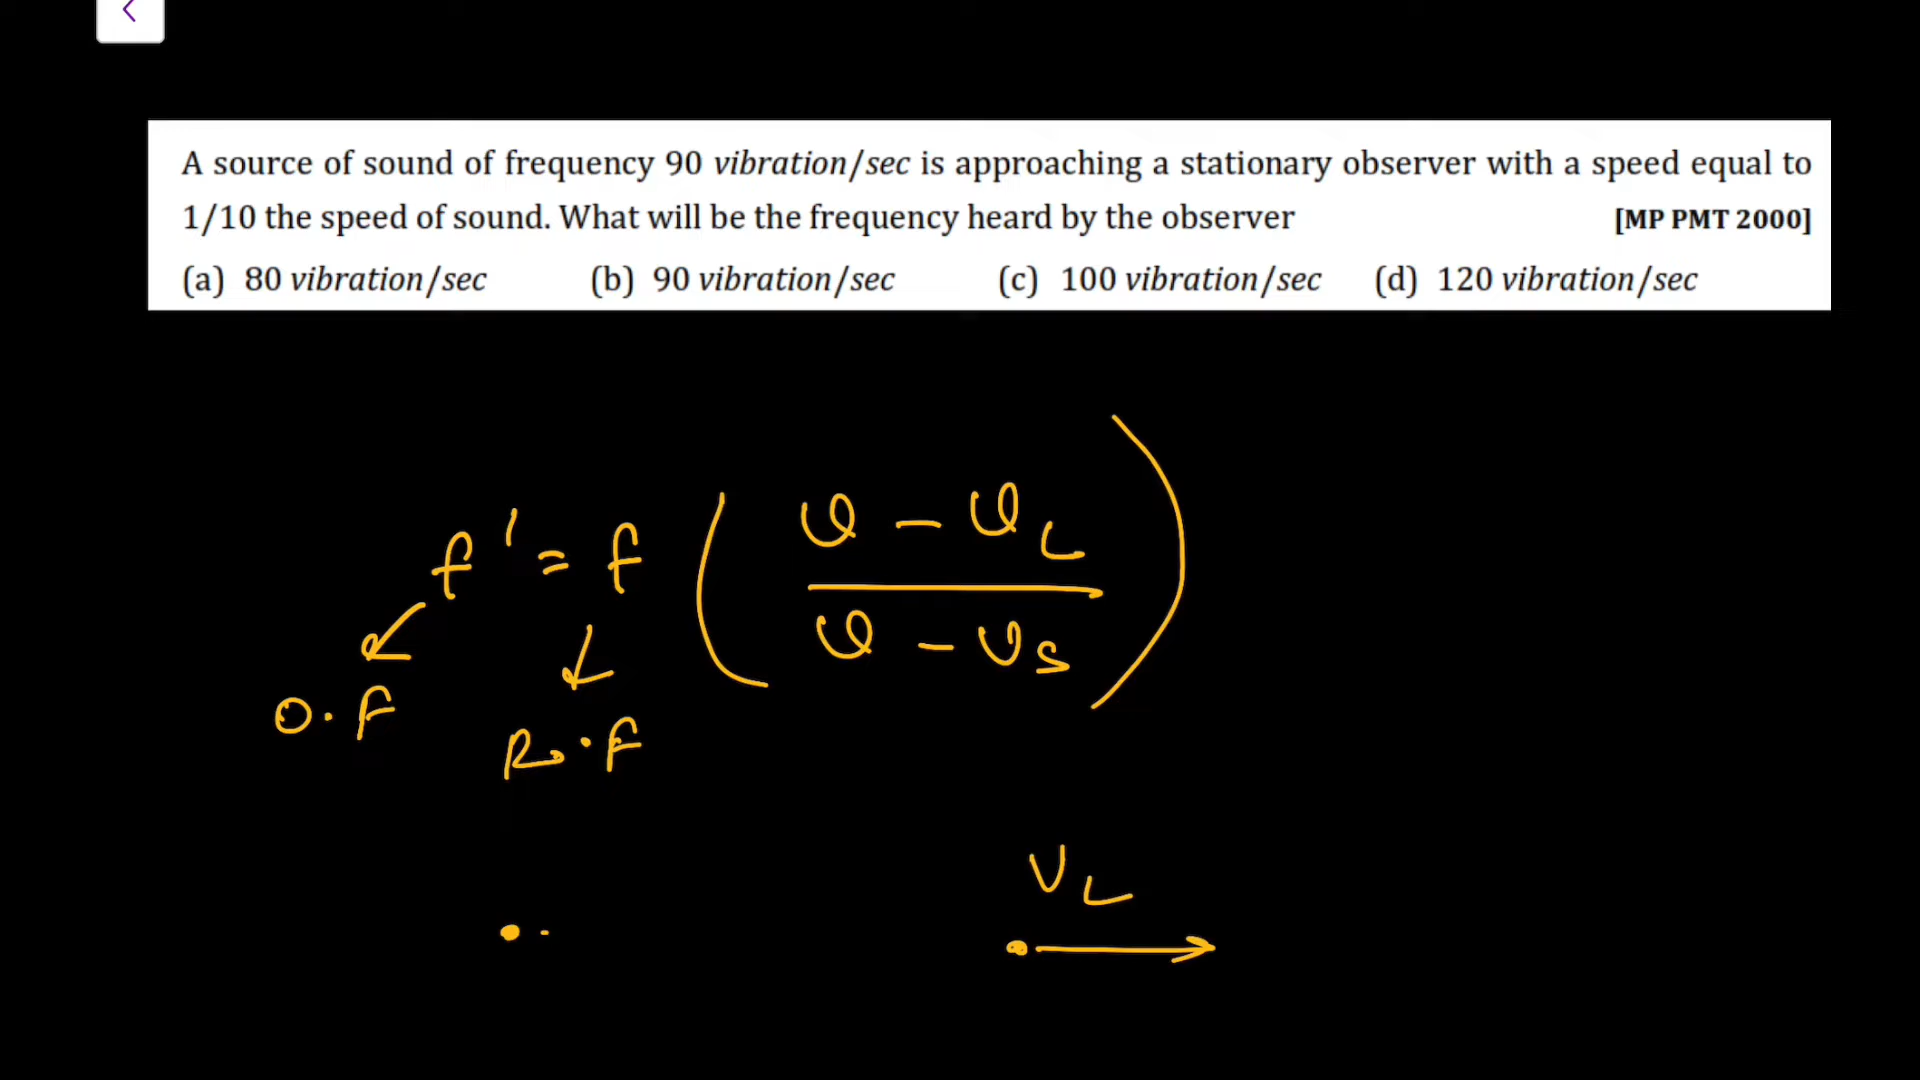 A source of sound of frequency 90 vibration/sec is approaching a stationary observer with a speed equal to
1/10 the speed of sound. What will be the frequency heard by the observer [MP PMT 2000]
(a) 80 vibration/sec (b) 90 vibration/sec (c) 100 vibration/sec (d) 120 vibration/sec
f' = f ( v - vL / v - vs )
O.F
R.F
VL